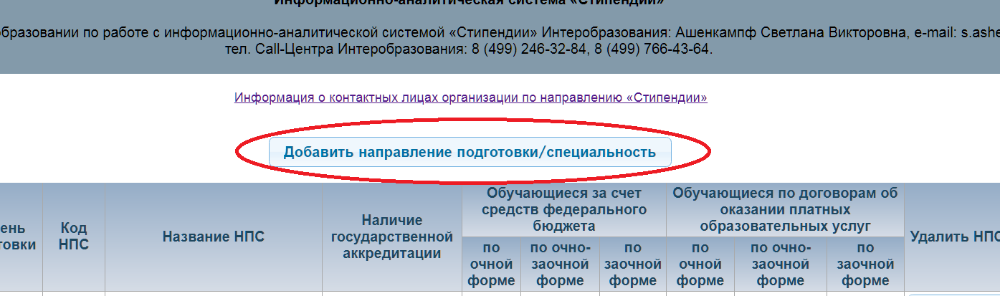 Информационно-аналитическая система «Стипендии»
образовании по работе с информационно-аналитической системой «Стипендии» Интеробразования: Ашенкампф Светлана Викторовна, e-mail: s.ashe
тел. Call-Центра Интеробразования: 8 (499) 246-32-84, 8 (499) 766-43-64.
Информация о контактных лицах организации по направлению «Стипендии»
Добавить направление подготовки/специальность
ень
товки
Код
НПС
Название НПС
Наличие
государственной
аккредитации
Обучающиеся за счет
средств федерального
бюджета
по
очной
форме
по очно-
заочной
форме
по
заочной
форме
Обучающиеся по договорам об
оказании платных
образовательных услуг
по
очной
форме
по очно-
заочной
форме
по
заочной
форме
Удалить НПС